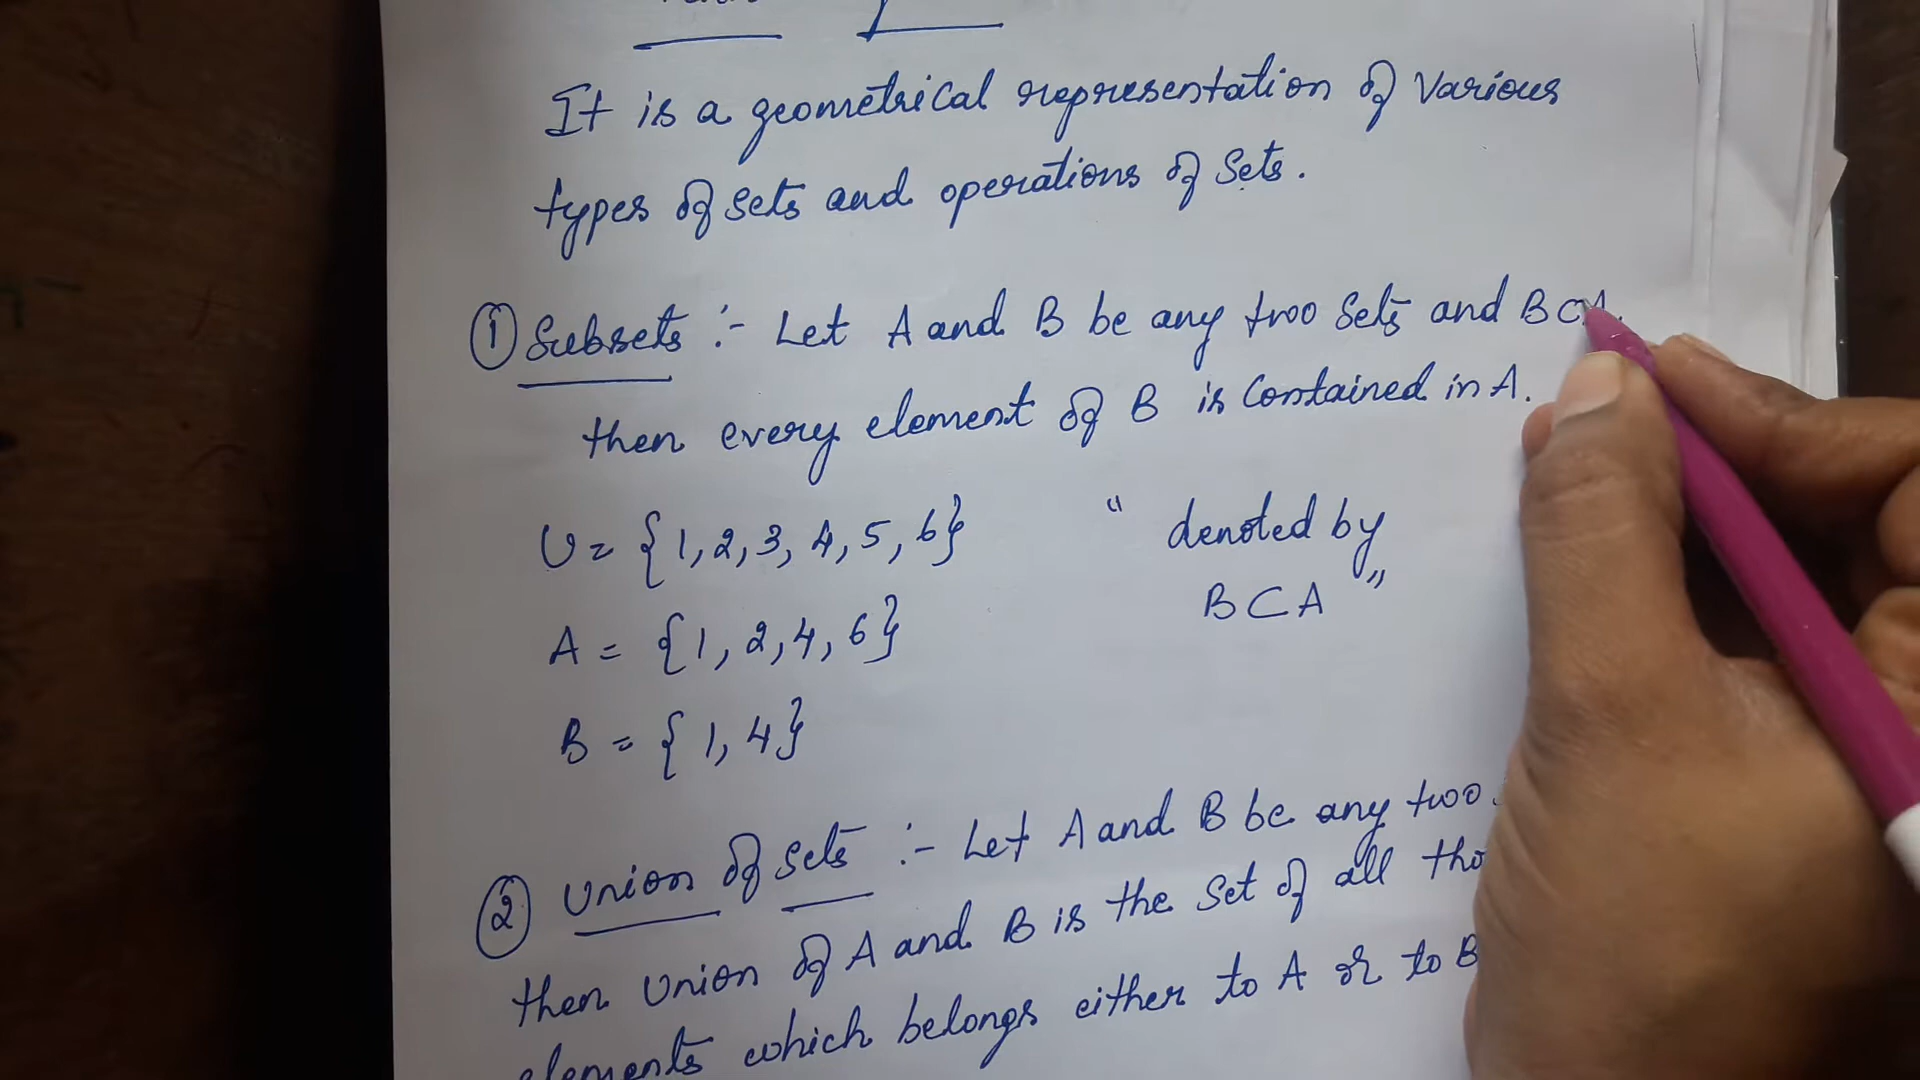 It is a geometrical representation of various
types of sets and operations of Sets.
① Subsets :- Let A and B be any two Sets and B ⊂ A.
then every element of B is Contained in A.
U = {1, 2, 3, 4, 5, 6}
A = {1, 2, 4, 6}
B = {1, 4}
" denoted by
B ⊂ A "
② Union of Sets :- Let A and B be any two
then Union of A and B is the Set of all tho
elements which belongs either to A or to B